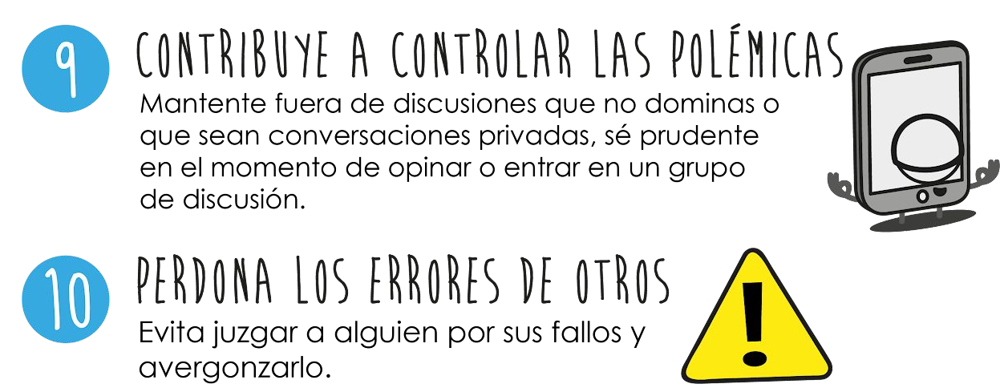 9
CONTRIBUYE A CONTROLAR LAS POLÉMICAS
Mantente fuera de discusiones que no dominas o
que sean conversaciones privadas, sé prudente
en el momento de opinar o entrar en un grupo
de discusión.
10
PERDONA LOS ERRORES DE OTROS
Evita juzgar a alguien por sus fallos y
avergonzarlo.
!